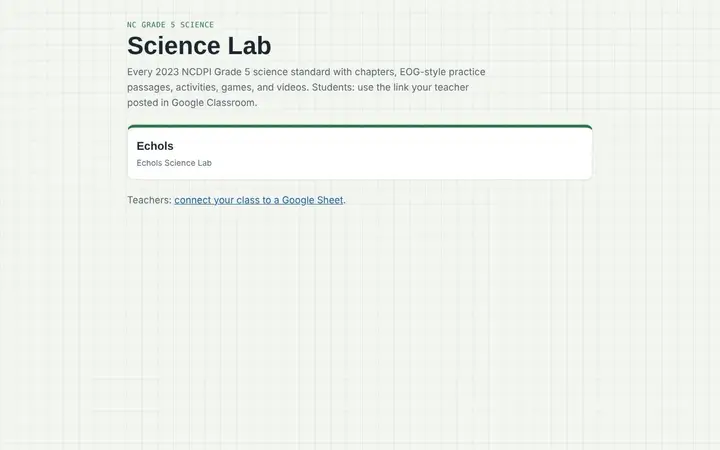 NC GRADE 5 SCIENCE
Science Lab
Every 2023 NCDPI Grade 5 science standard with chapters, EOG-style practice
passages, activities, games, and videos. Students: use the link your teacher
posted in Google Classroom.
Echols
Echols Science Lab
Teachers: connect your class to a Google Sheet.